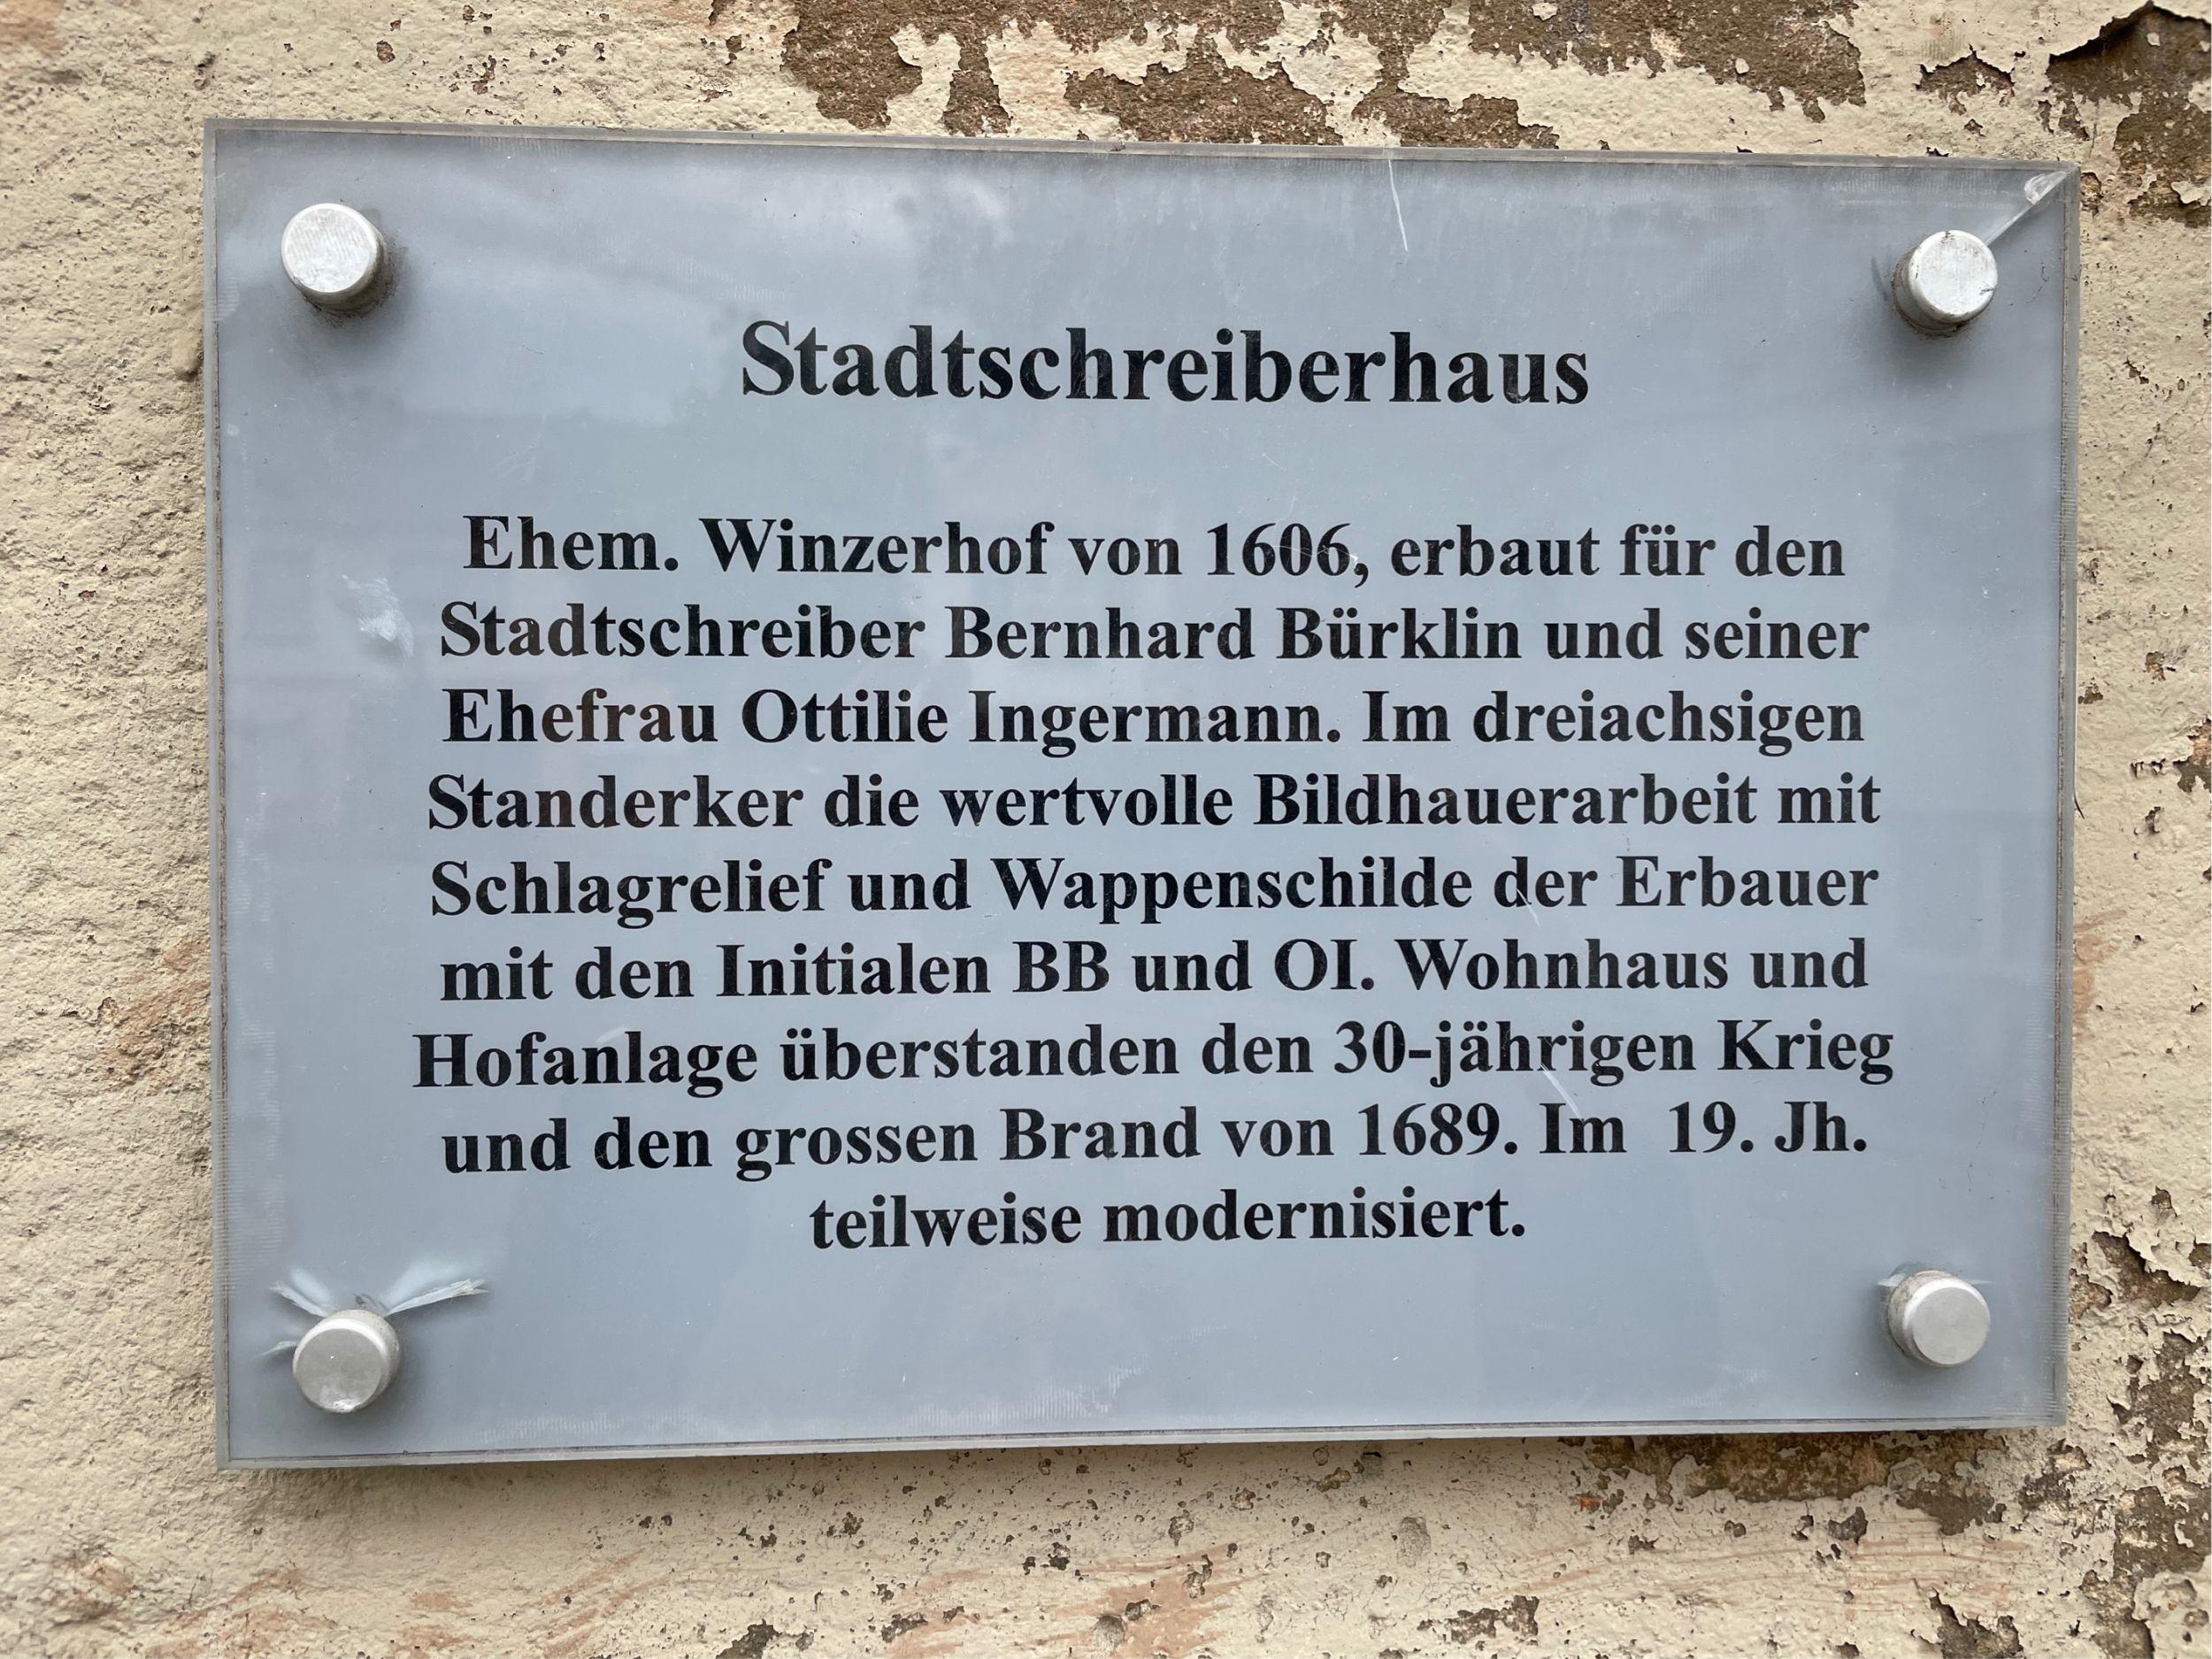 Stadtschreiberhaus
Ehem. Winzerhof von 1606, erbaut für den
Stadtschreiber Bernhard Bürklin und seiner
Ehefrau Ottilie Ingermann. Im dreiachsigen
Standerker die wertvolle Bildhauerarbeit mit
Schlagrelief und Wappenschilde der Erbauer
mit den Initialen BB und OI. Wohnhaus und
Hofanlage überstanden den 30-jährigen Krieg
und den grossen Brand von 1689. Im 19. Jh.
teilweise modernisiert.